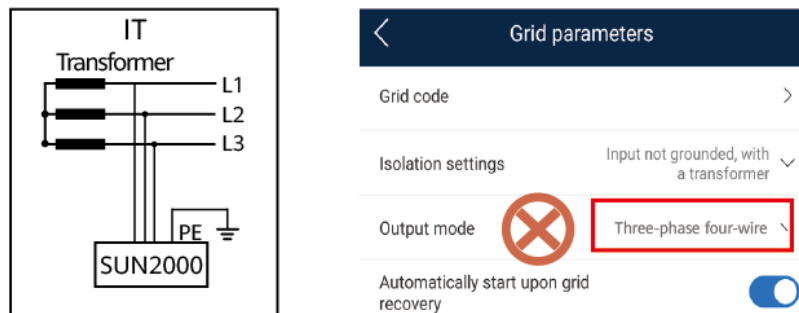 IT
Transformer
L1
L2
L3
PE
SUN2000
Grid parameters
Grid code
Isolation settings
Input not grounded, with
a transformer
Output mode
Three-phase four-wire
Automatically start upon grid
recovery